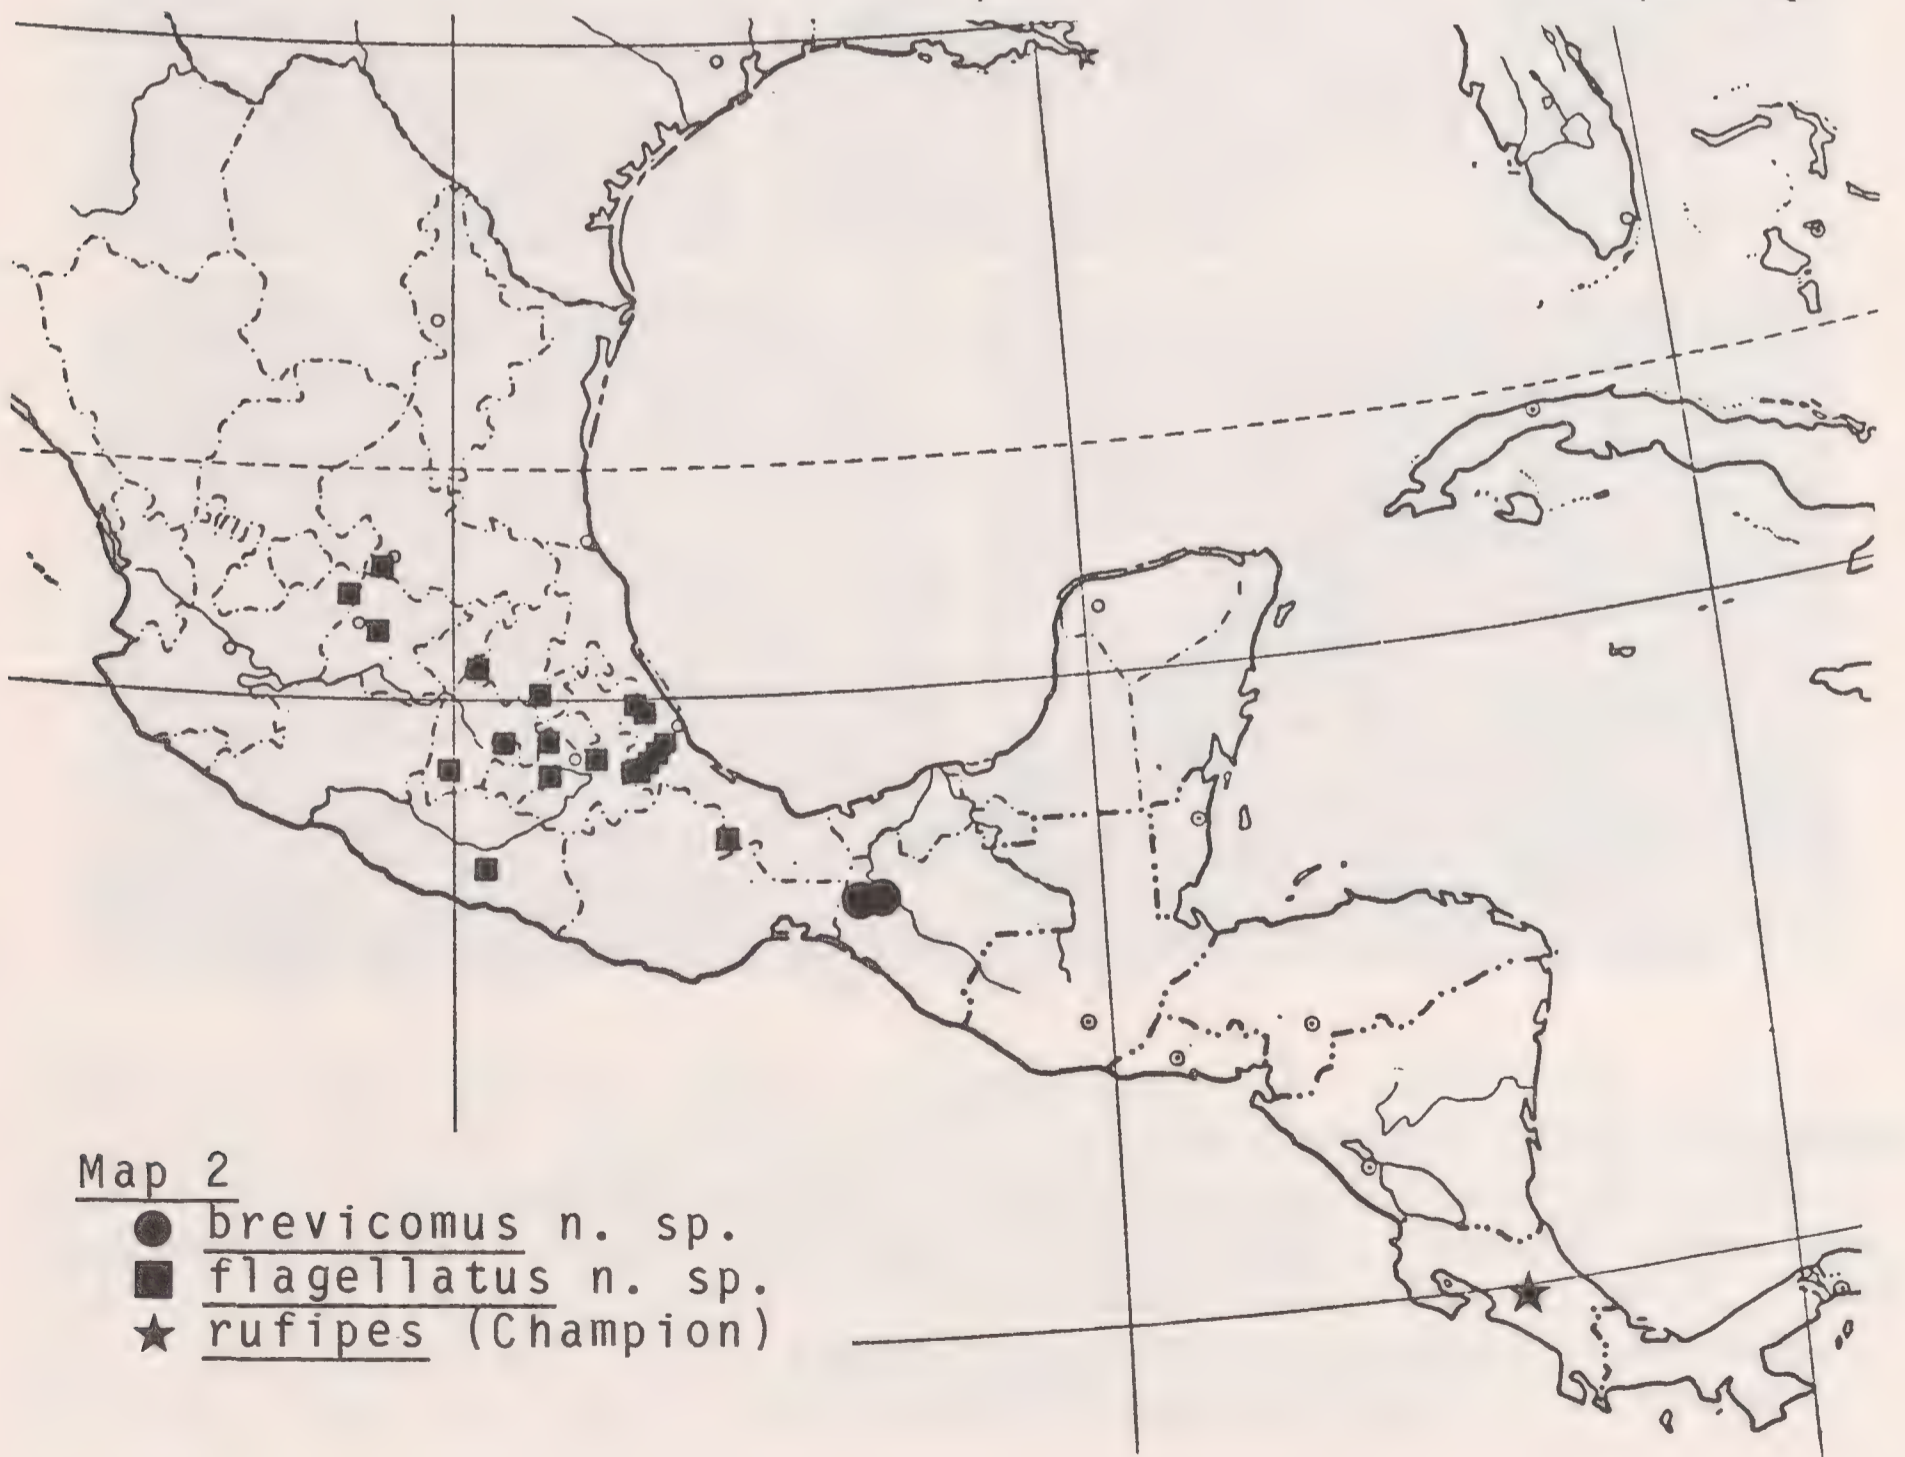 Map 2
brevicomus n. sp.
flagellatus n. sp.
rufipes (Champion)